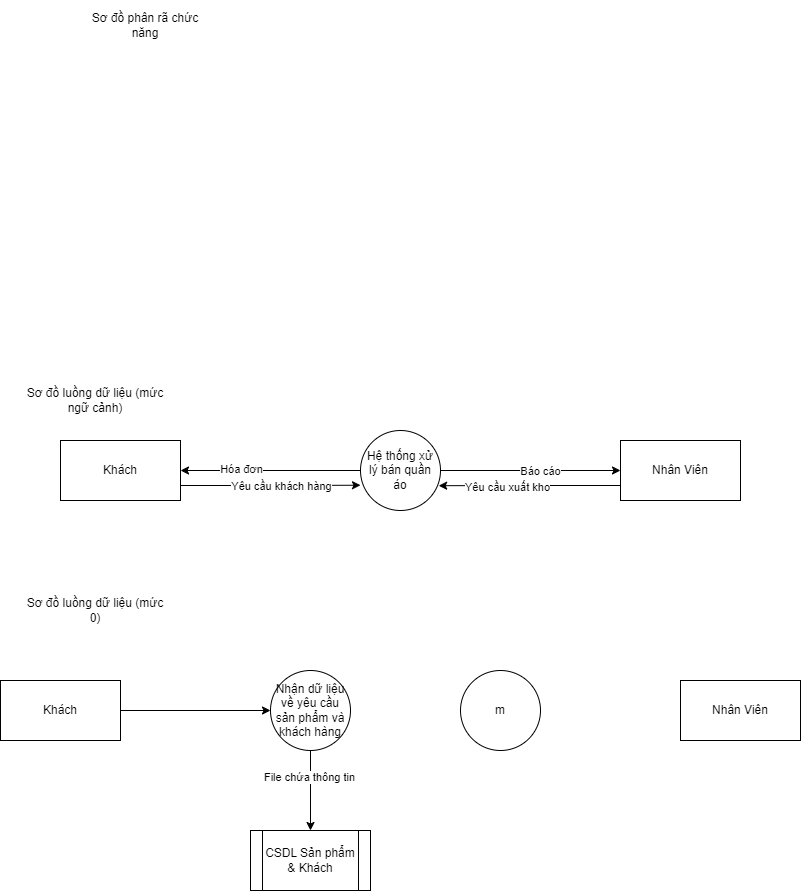 Sơ đồ phân rã chức
năng
Sơ đồ luồng dữ liệu (mức
ngữ cảnh)
Khách
Hóa đơn
Yêu cầu khách hàng
Hệ thống xử
lý bán quần
áo
Báo cáo
Yêu cầu xuất kho
Nhân Viên
Sơ đồ luồng dữ liệu (mức
0)
Khách
Nhận dữ liệu
về yêu cầu
sản phẩm và
khách hàng
m
Nhân Viên
File chứa thông tin
CSDL Sản phẩm
& Khách